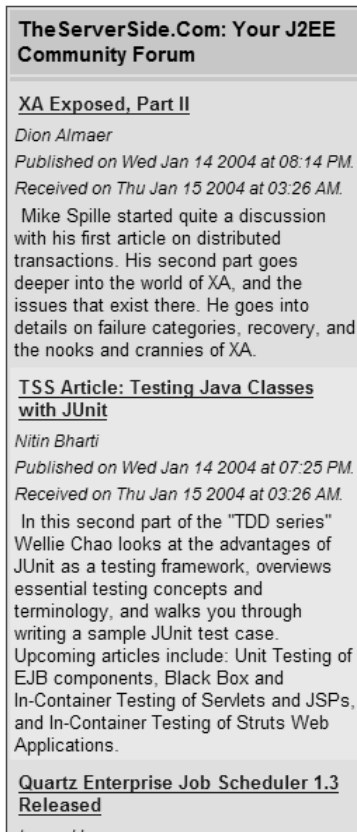 TheServerSide.Com: Your J2EE
Community Forum
XA Exposed, Part II
Dion Almaer
Published on Wed Jan 14 2004 at 08:14 PM.
Received on Thu Jan 15 2004 at 03:26 AM.
Mike Spille started quite a discussion
with his first article on distributed
transactions. His second part goes
deeper into the world of XA, and the
issues that exist there. He goes into
details on failure categories, recovery, and
the nooks and crannies of XA.
TSS Article: Testing Java Classes
with JUnit
Nitin Bharti
Published on Wed Jan 14 2004 at 07:25 PM.
Received on Thu Jan 15 2004 at 03:26 AM.
In this second part of the "TDD series"
Wellie Chao looks at the advantages of
JUnit as a testing framework, overviews
essential testing concepts and
terminology, and walks you through
writing a sample JUnit test case.
Upcoming articles include: Unit Testing of
EJB components, Black Box and
In-Container Testing of Servlets and JSPs,
and In-Container Testing of Struts Web
Applications.
Quartz Enterprise Job Scheduler 1.3
Released